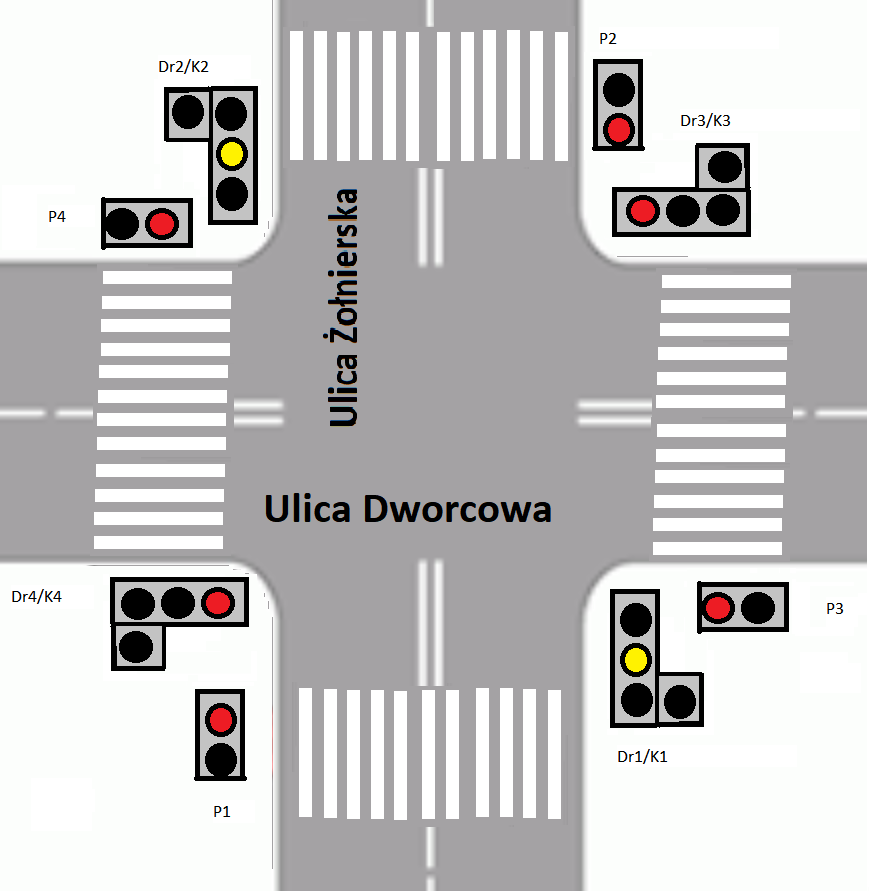 P2
Dr2/K2
Dr3/K3
P4
Ulica Żołnierska
Ulica Dworcowa
Dr4/K4
P3
Dr1/K1
P1